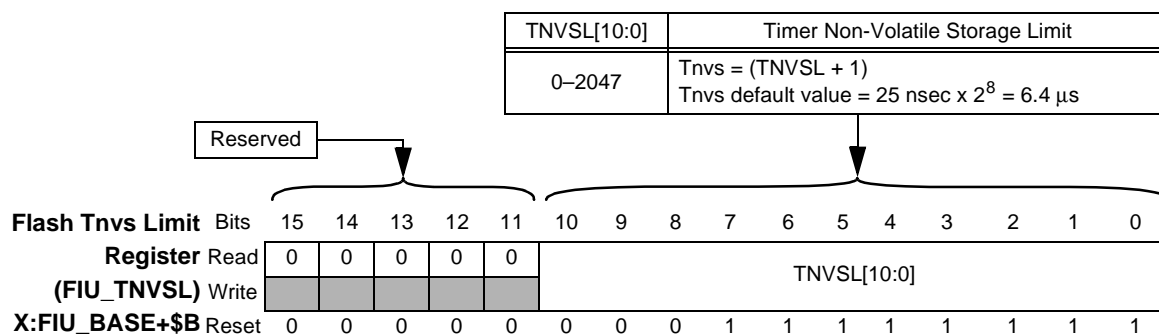 TNVSL[10:0] Timer Non-Volatile Storage Limit
0–2047
Tnvs = (TNVSL + 1)
Tnvs default value = 25 nsec x 2⁸ = 6.4 μs
Reserved
Flash Tnvs Limit Bits 15 14 13 12 11 10 9 8 7 6 5 4 3 2 1 0
Register Read 0 0 0 0 0
TNVSL[10:0]
(FIU_TNVSL) Write
X:FIU_BASE+$B Reset 0 0 0 0 0 0 0 0 1 1 1 1 1 1 1 1